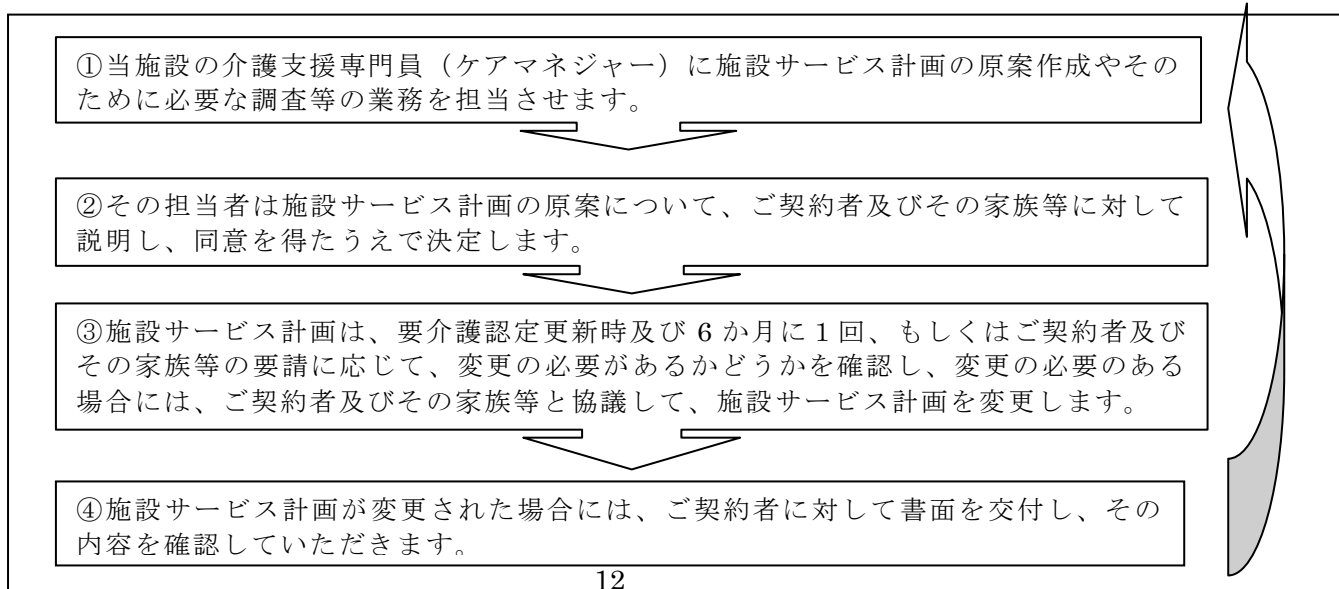 ①当施設の介護支援専門員（ケアマネジャー）に施設サービス計画の原案作成やその
ために必要な調査等の業務を担当させます。
②その担当者は施設サービス計画の原案について、ご契約者及びその家族等に対して
説明し、同意を得たうえで決定します。
③施設サービス計画は、要介護認定更新時及び 6 か月に 1 回、もしくはご契約者及び
その家族等の要請に応じて、変更の必要があるかどうかを確認し、変更の必要のある
場合には、ご契約者及びその家族等と協議して、施設サービス計画を変更します。
④施設サービス計画が変更された場合には、ご契約者に対して書面を交付し、その
内容を確認していただきます。
12